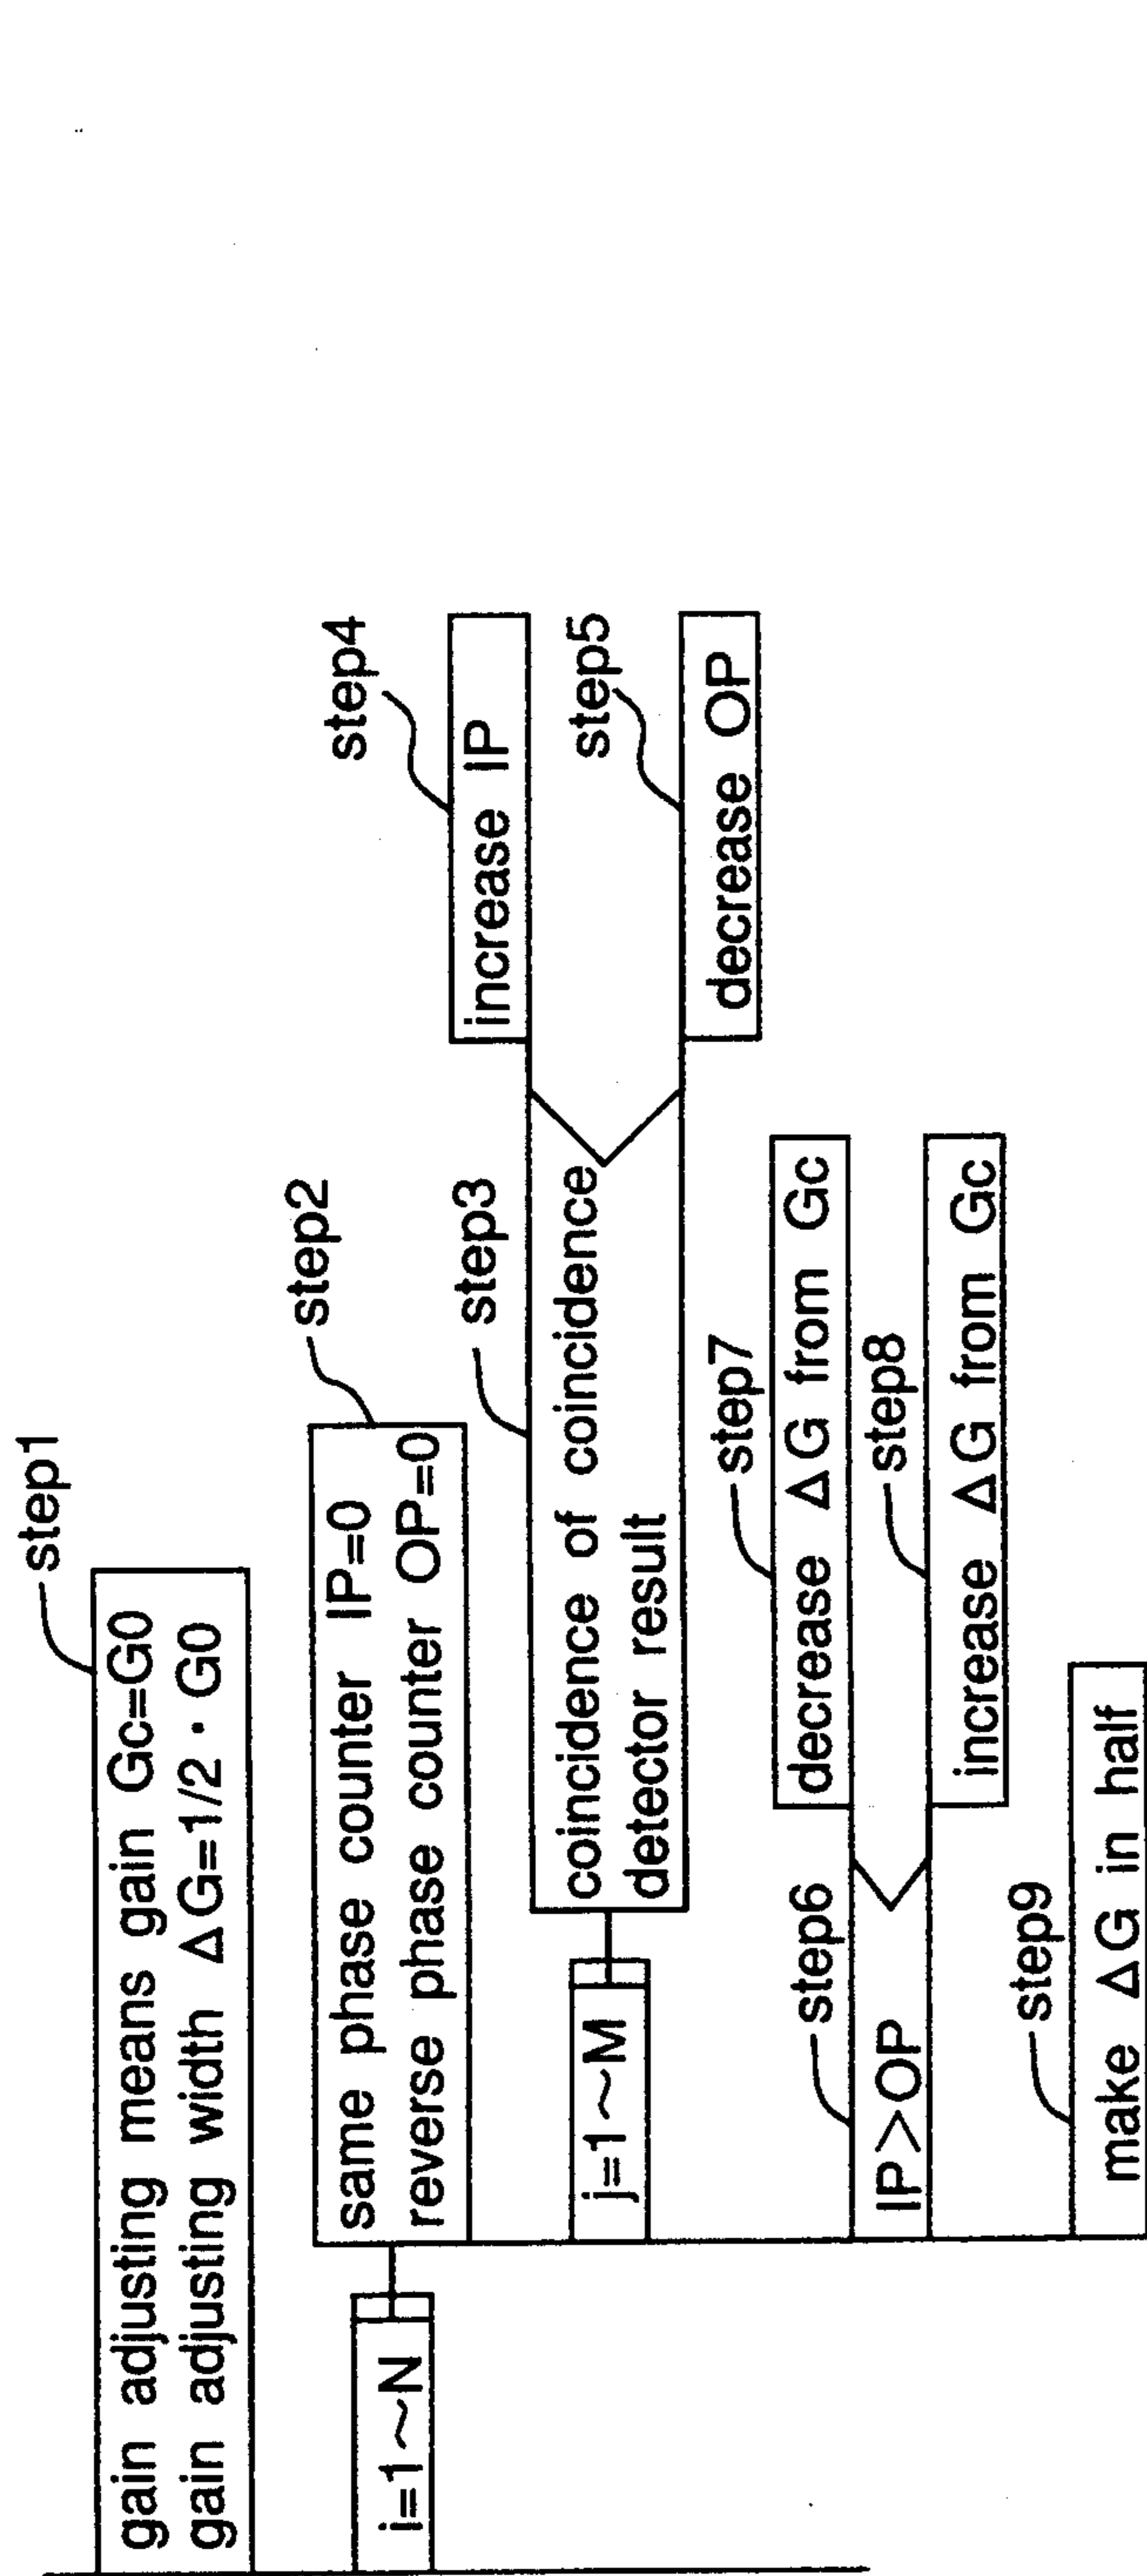 step1
gain adjusting means gain Gc=G0
gain adjusting width ΔG=1/2・G0
i=1~N
step2
same phase counter IP=0
reverse phase counter OP=0
j=1~M
step3
coincidence of coincidence
detector result
step4
increase IP
step5
decrease OP
step6
IP>OP
step7
decrease ΔG from Gc
step8
increase ΔG from Gc
step9
make ΔG in half